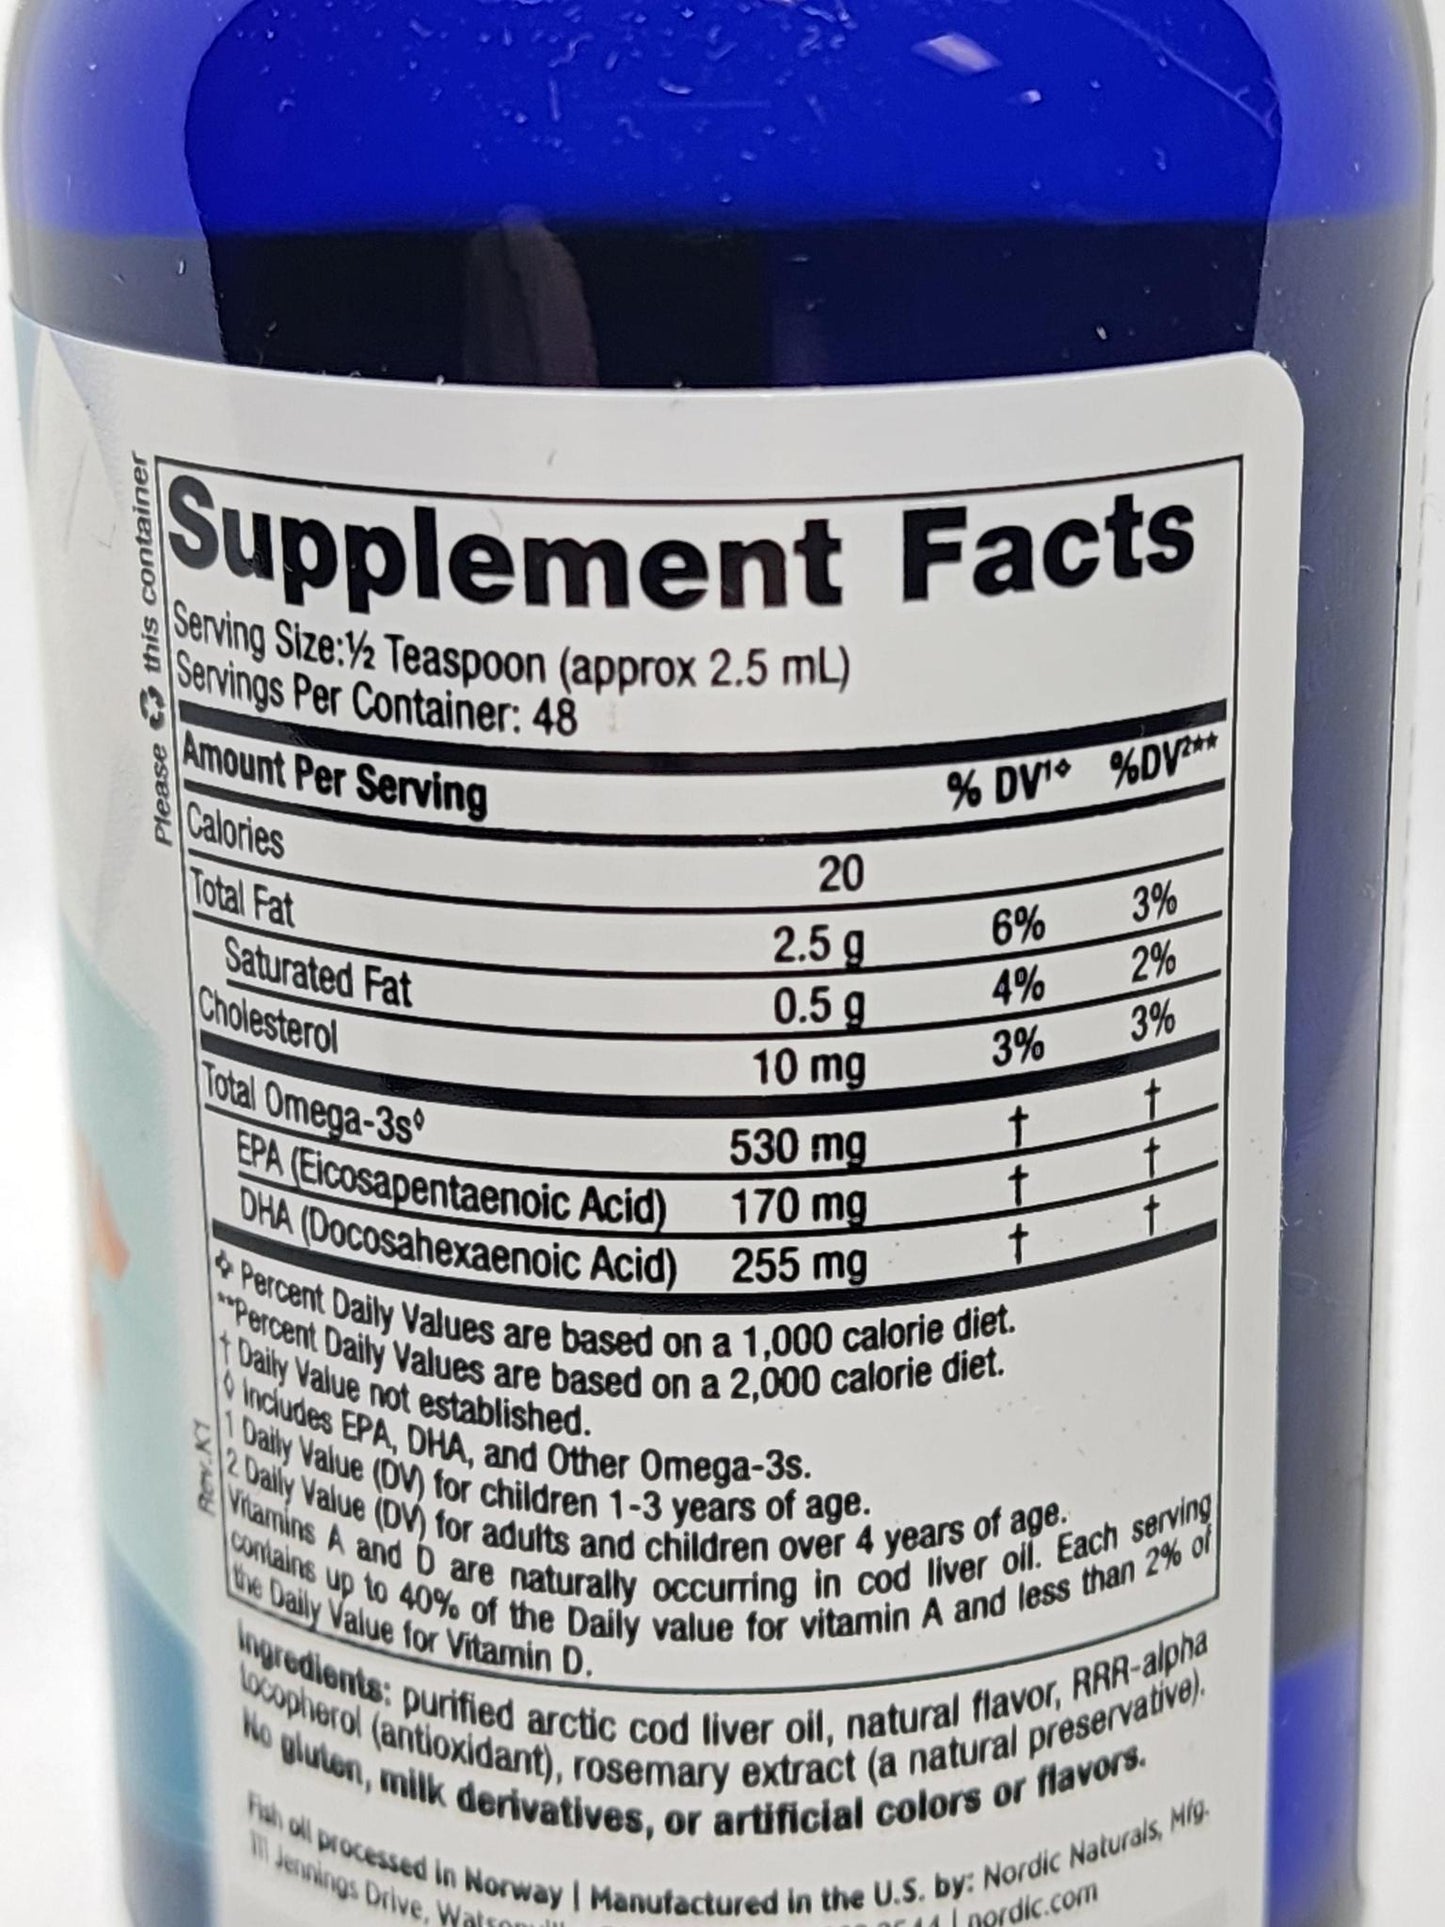 Please ♻ this container
Supplement Facts
Serving Size:½ Teaspoon (approx 2.5 mL)
Servings Per Container: 48
Amount Per Serving % DV¹✧ %DV²**
Calories 20
Total Fat 2.5 g 6% 3%
Saturated Fat 0.5 g 4% 2%
Cholesterol 10 mg 3% 3%
Total Omega-3s◊ 530 mg † †
EPA (Eicosapentaenoic Acid) 170 mg † †
DHA (Docosahexaenoic Acid) 255 mg † †
✧ Percent Daily Values are based on a 1,000 calorie diet.
**Percent Daily Values are based on a 2,000 calorie diet.
† Daily Value not established.
◊ includes EPA, DHA, and Other Omega-3s.
1 Daily Value (DV) for children 1-3 years of age.
2 Daily Value (DV) for adults and children over 4 years of age.
Vitamins A and D are naturally occurring in cod liver oil. Each serving
contains up to 40% of the Daily value for vitamin A and less than 2% of
the Daily Value for Vitamin D.
Rev.K1
Ingredients: purified arctic cod liver oil, natural flavor, RRR-alpha
tocopherol (antioxidant), rosemary extract (a natural preservative).
No gluten, milk derivatives, or artificial colors or flavors.
Fish oil processed in Norway | Manufactured in the U.S. by: Nordic Naturals, Mfg.
111 Jennings Drive, | nordic.com